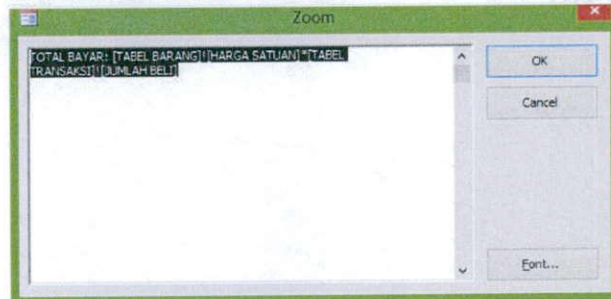 Zoom
TOTAL BAYAR: [TABEL BARANG]![HARGA SATUAN]*[TABEL
TRANSAKSI]![JUMLAH BELI]
OK
Cancel
Font...